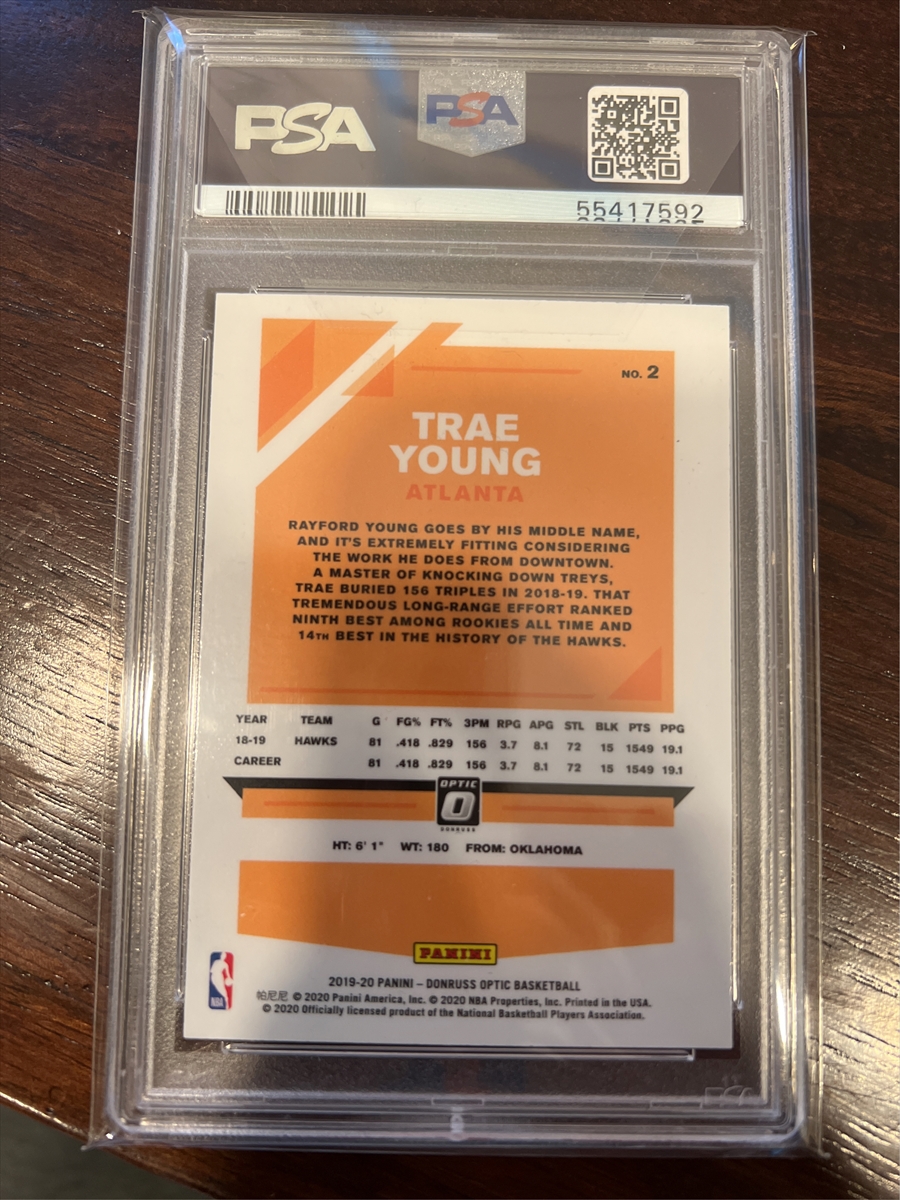 PSA
PSA
55417592
NO. 2
TRAE
YOUNG
ATLANTA
RAYFORD YOUNG GOES BY HIS MIDDLE NAME,
AND IT'S EXTREMELY FITTING CONSIDERING
THE WORK HE DOES FROM DOWNTOWN.
A MASTER OF KNOCKING DOWN TREYS,
TRAE BURIED 156 TRIPLES IN 2018-19. THAT
TREMENDOUS LONG-RANGE EFFORT RANKED
NINTH BEST AMONG ROOKIES ALL TIME AND
14TH BEST IN THE HISTORY OF THE HAWKS.
YEAR TEAM G FG% FT% 3PM RPG APG STL BLK PTS PPG
18-19 HAWKS 81 .418 .829 156 3.7 8.1 72 15 1549 19.1
CAREER 81 .418 .829 156 3.7 8.1 72 15 1549 19.1
OPTIC
DONRUSS
HT: 6' 1" WT: 180 FROM: OKLAHOMA
PANINI
NBA
2019-20 PANINI – DONRUSS OPTIC BASKETBALL
帕尼尼 © 2020 Panini America, Inc. © 2020 NBA Properties, Inc. Printed in the USA.
© 2020 Officially licensed product of the National Basketball Players Association.
PSA